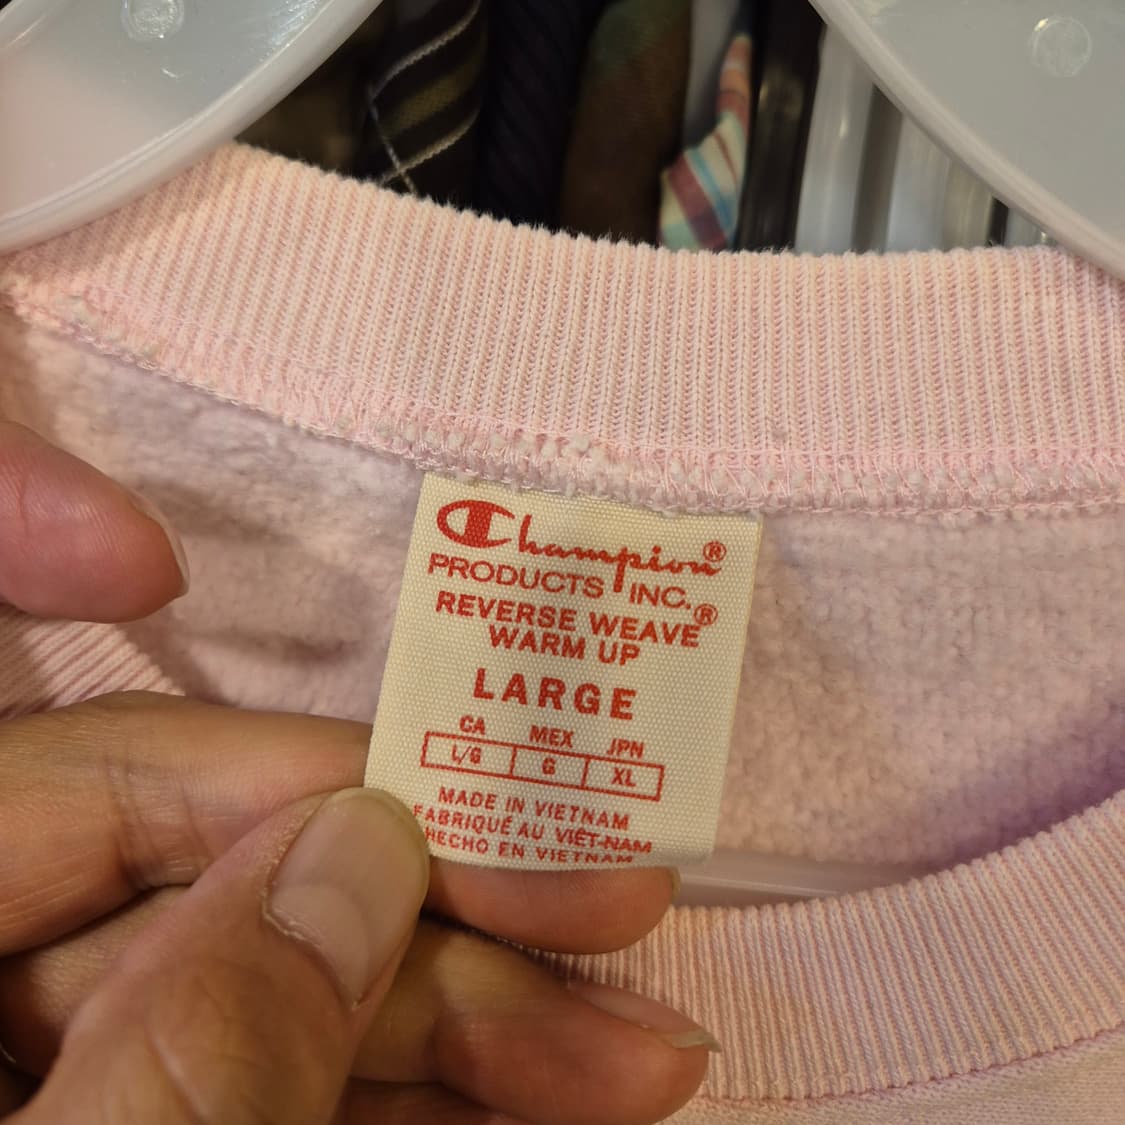 Champion®
PRODUCTS INC.
REVERSE WEAVE®
WARM UP
LARGE
CA MEX JPN
L/G G XL
MADE IN VIETNAM
FABRIQUÉ AU VIÊT-NAM
HECHO EN VIETNAM